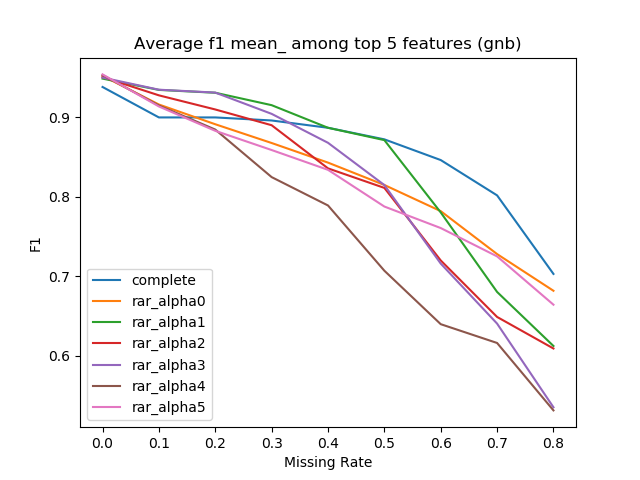 Average f1 mean_ among top 5 features (gnb)
F1
0.9
0.8
0.7
0.6
complete
rar_alpha0
rar_alpha1
rar_alpha2
rar_alpha3
rar_alpha4
rar_alpha5
0.0 0.1 0.2 0.3 0.4 0.5 0.6 0.7 0.8
Missing Rate